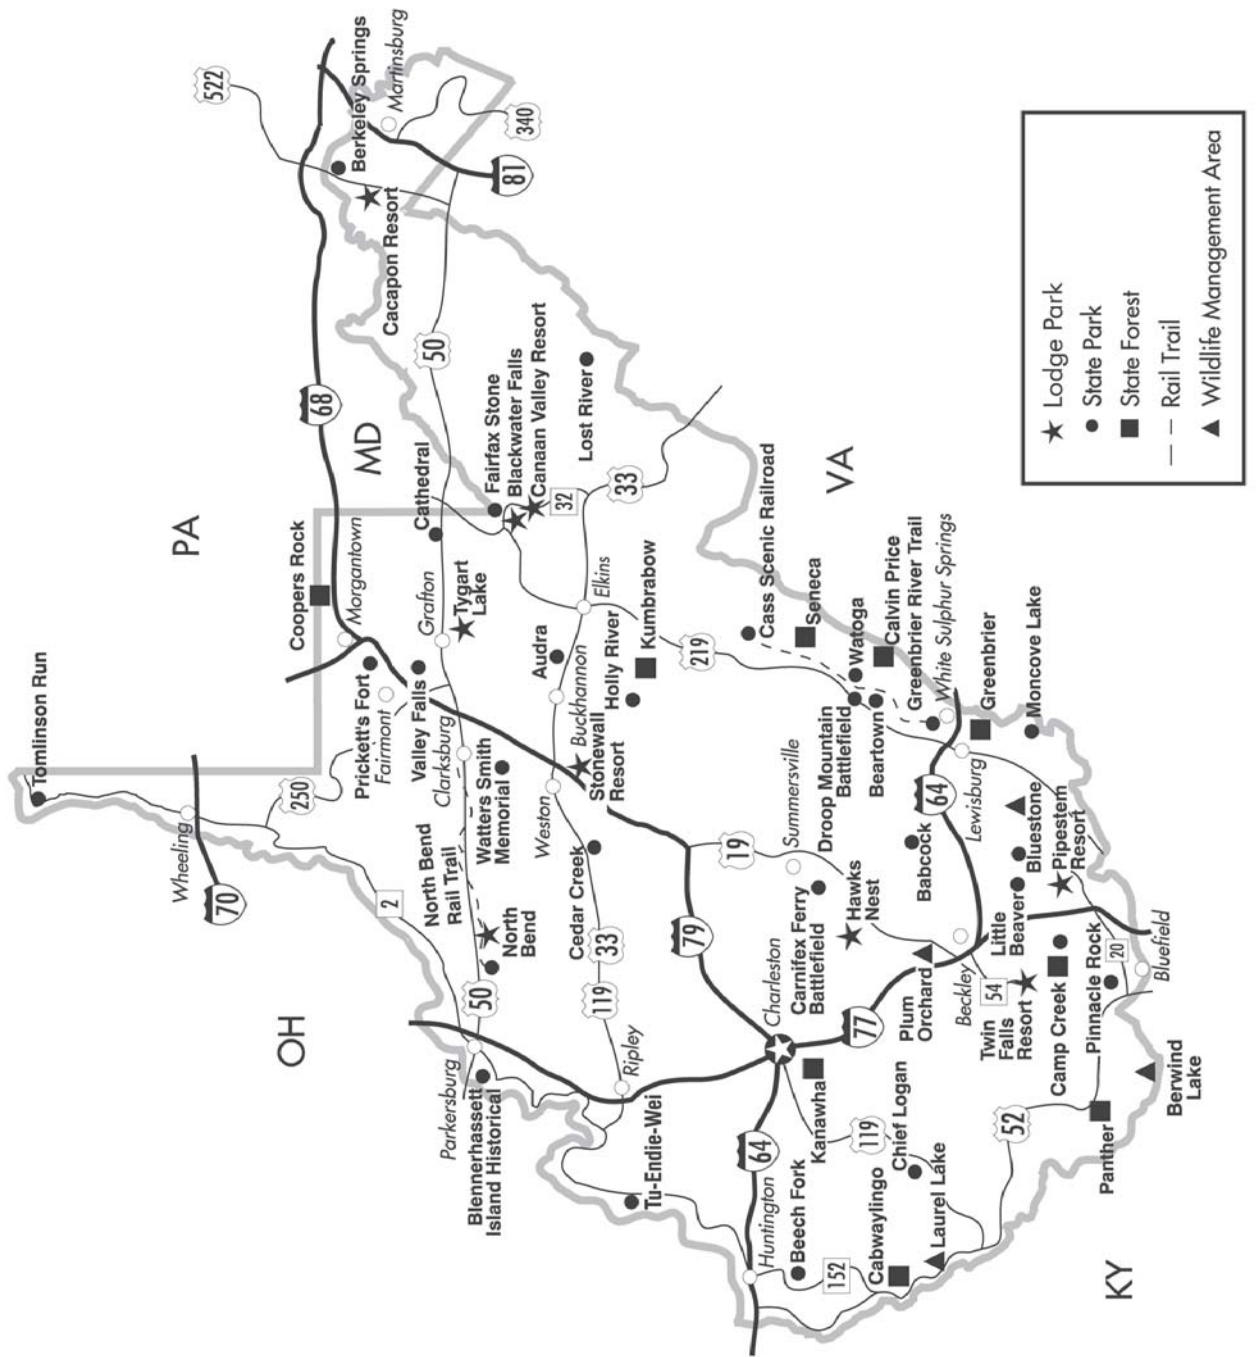 Tomlinson Run
PA
522
Berkeley Springs
Martinsburg
340
81
Cacapon Resort
68
MD
50
Coopers Rock
Morgantown
Wheeling
70
250
Prickett's Fort
Fairmont
Valley Falls
Grafton
Tygart
Lake
Cathedral
Fairfax Stone
Blackwater Falls
Canaan Valley Resort
32
Lost River
33
OH
2
North Bend
Rail Trail
Clarksburg
Watters Smith
Memorial
Audra
Buckhannon
Elkins
Holly River
Kumbrabow
Weston
Stonewall
Resort
North
Bend
50
Parkersburg
Blennerhassett
Island Historical
Cedar Creek
33
119
Ripley
Tu-Endie-Wei
79
19
219
Cass Scenic Railroad
VA
Seneca
Watoga
Calvin Price
Greenbrier River Trail
White Sulphur Springs
Droop Mountain
Battlefield
Beartown
Summersville
Carnifex Ferry
Battlefield
Hawks
Nest
Charleston
Huntington
64
Beech Fork
Kanawha
119
77
Plum
Orchard
Babcock
64
Lewisburg
Greenbrier
Moncove Lake
152
Cabwaylingo
Chief Logan
Laurel Lake
Beckley
54
Twin
Falls
Resort
Little
Beaver
Bluestone
Pipestem
Resort
52
Camp Creek
Pinnacle Rock
20
Bluefield
Panther
Berwind
Lake
KY
Lodge Park
State Park
State Forest
Rail Trail
Wildlife Management Area